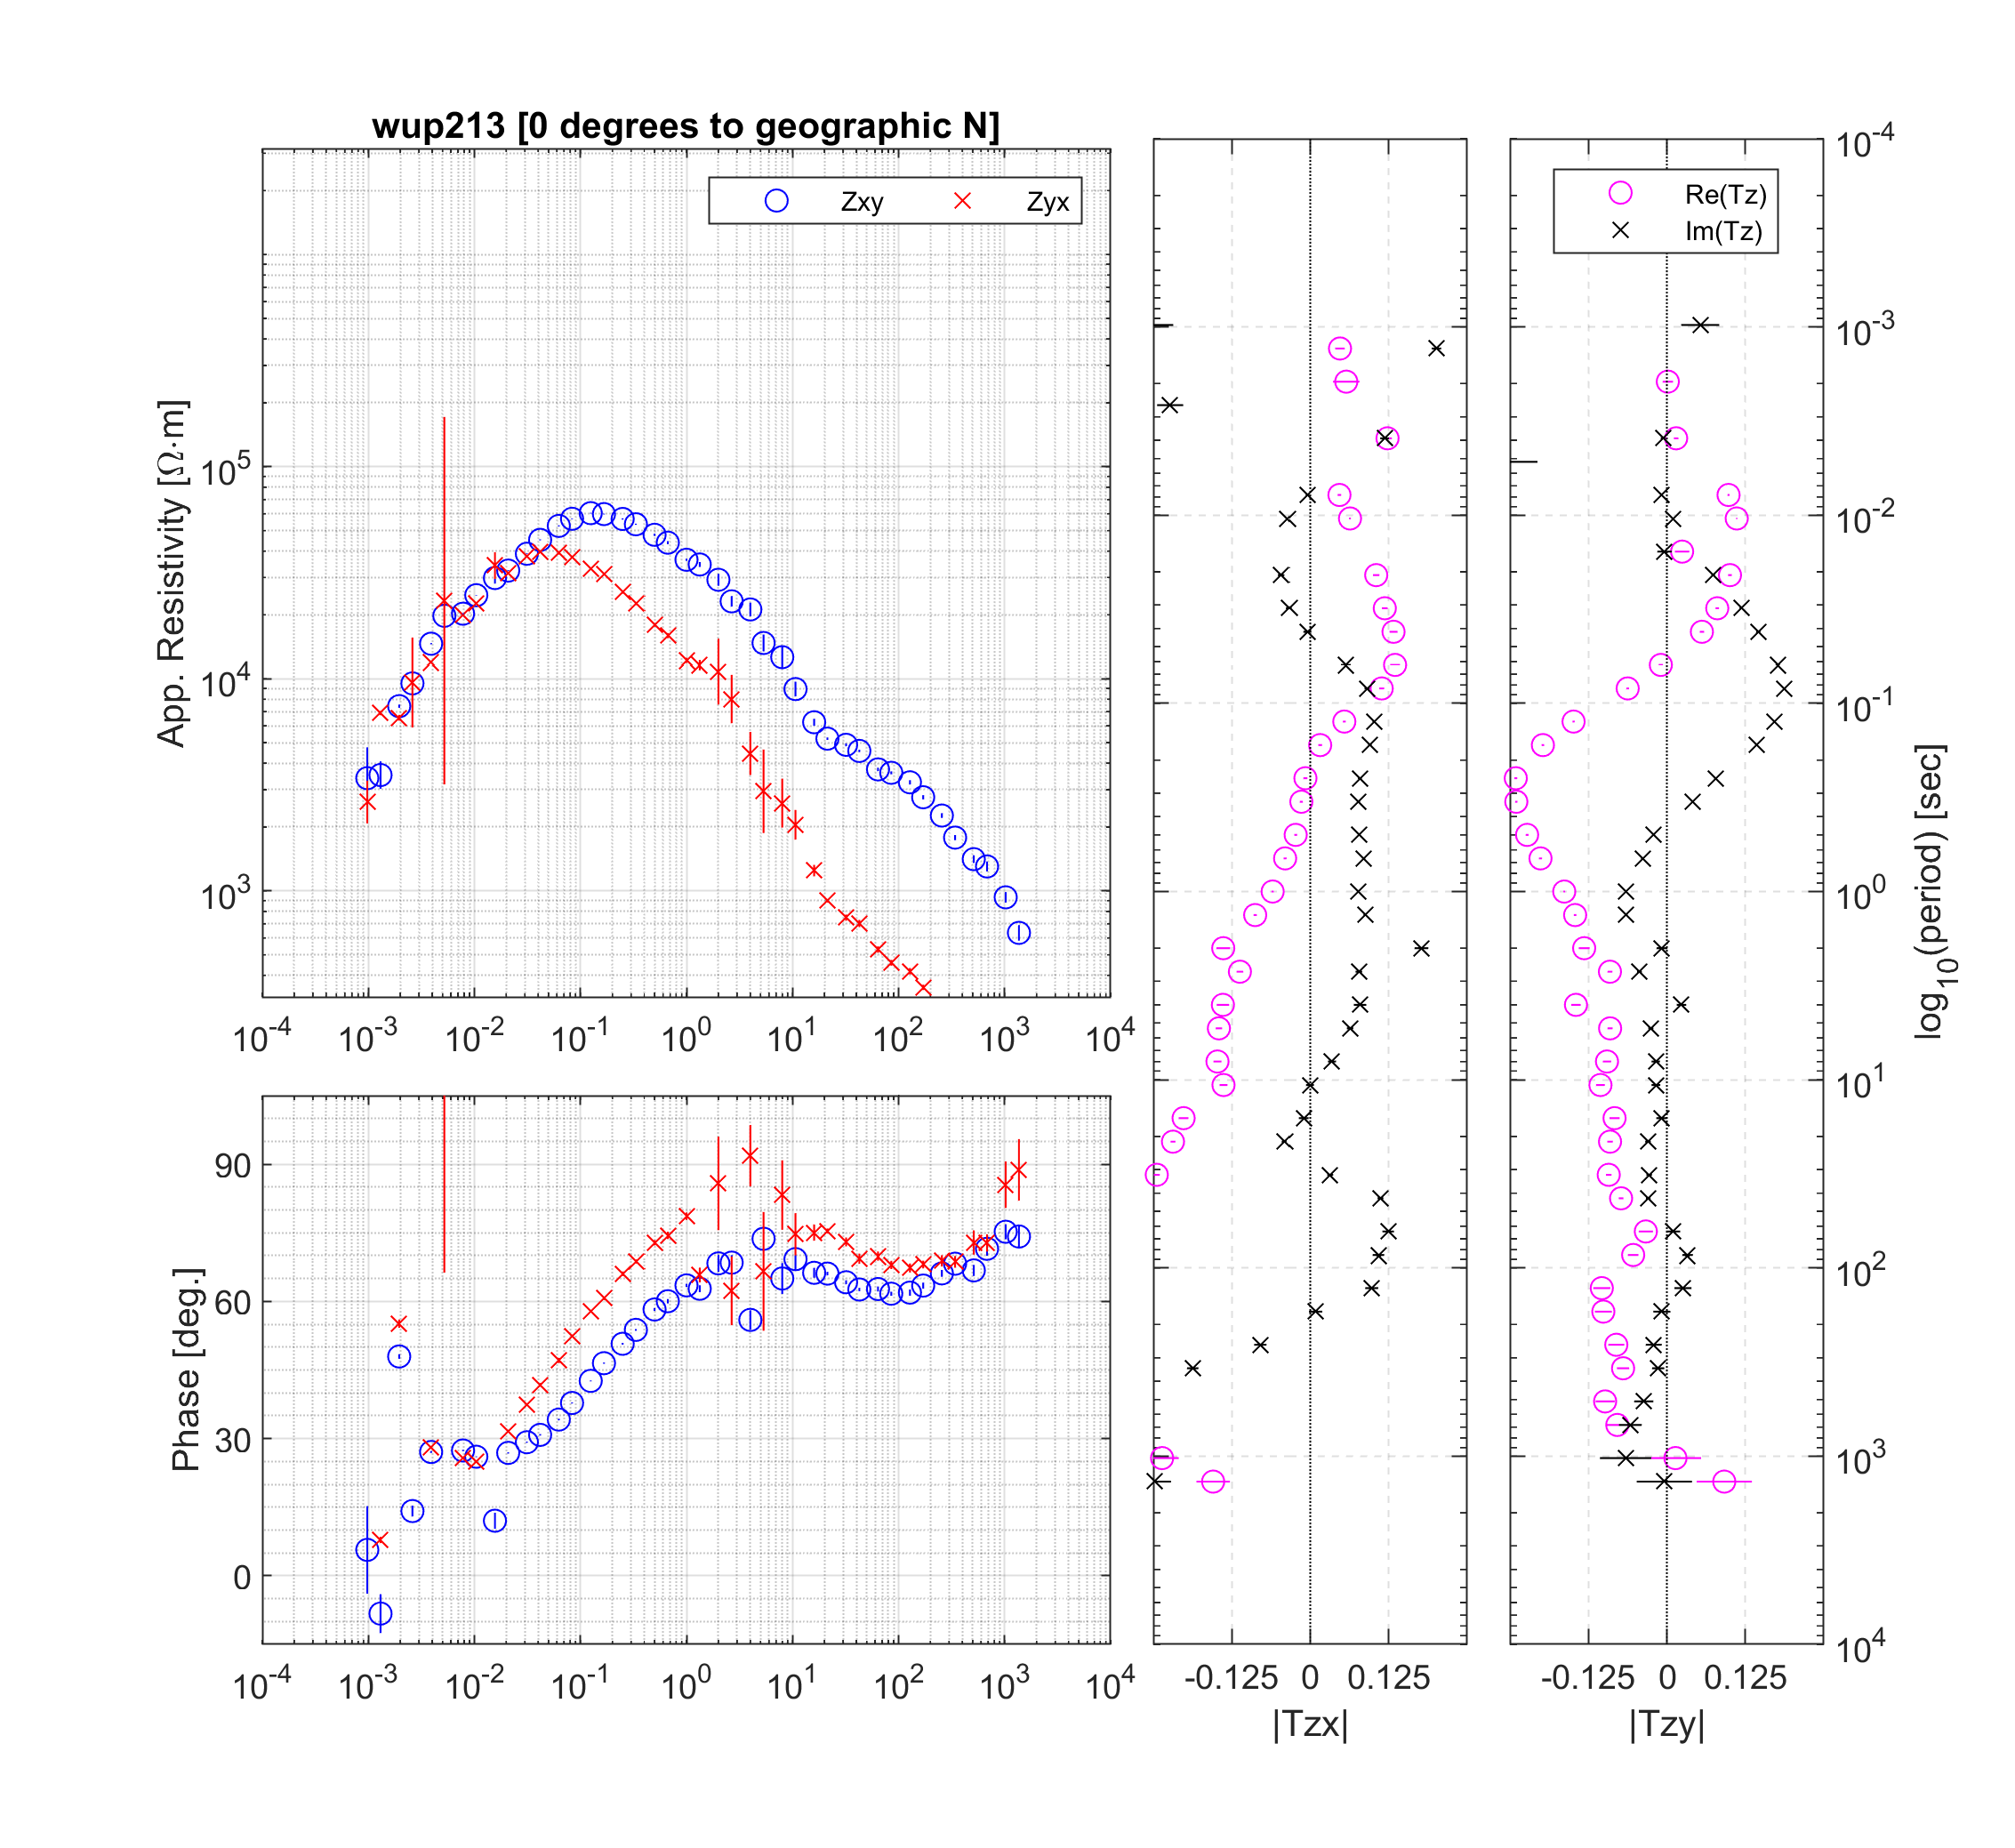 wup213 [0 degrees to geographic N]
Zxy Zyx
App. Resistivity [Ω·m]
10^5
10^4
10^3
10^-4 10^-3 10^-2 10^-1 10^0 10^1 10^2 10^3 10^4
Phase [deg.]
90
60
30
0
10^-4 10^-3 10^-2 10^-1 10^0 10^1 10^2 10^3 10^4
-0.125 0 0.125
|Tzx|
Re(Tz)
Im(Tz)
-0.125 0 0.125
|Tzy|
10^-4
10^-3
10^-2
10^-1
10^0
10^1
10^2
10^3
10^4
log_10(period) [sec]